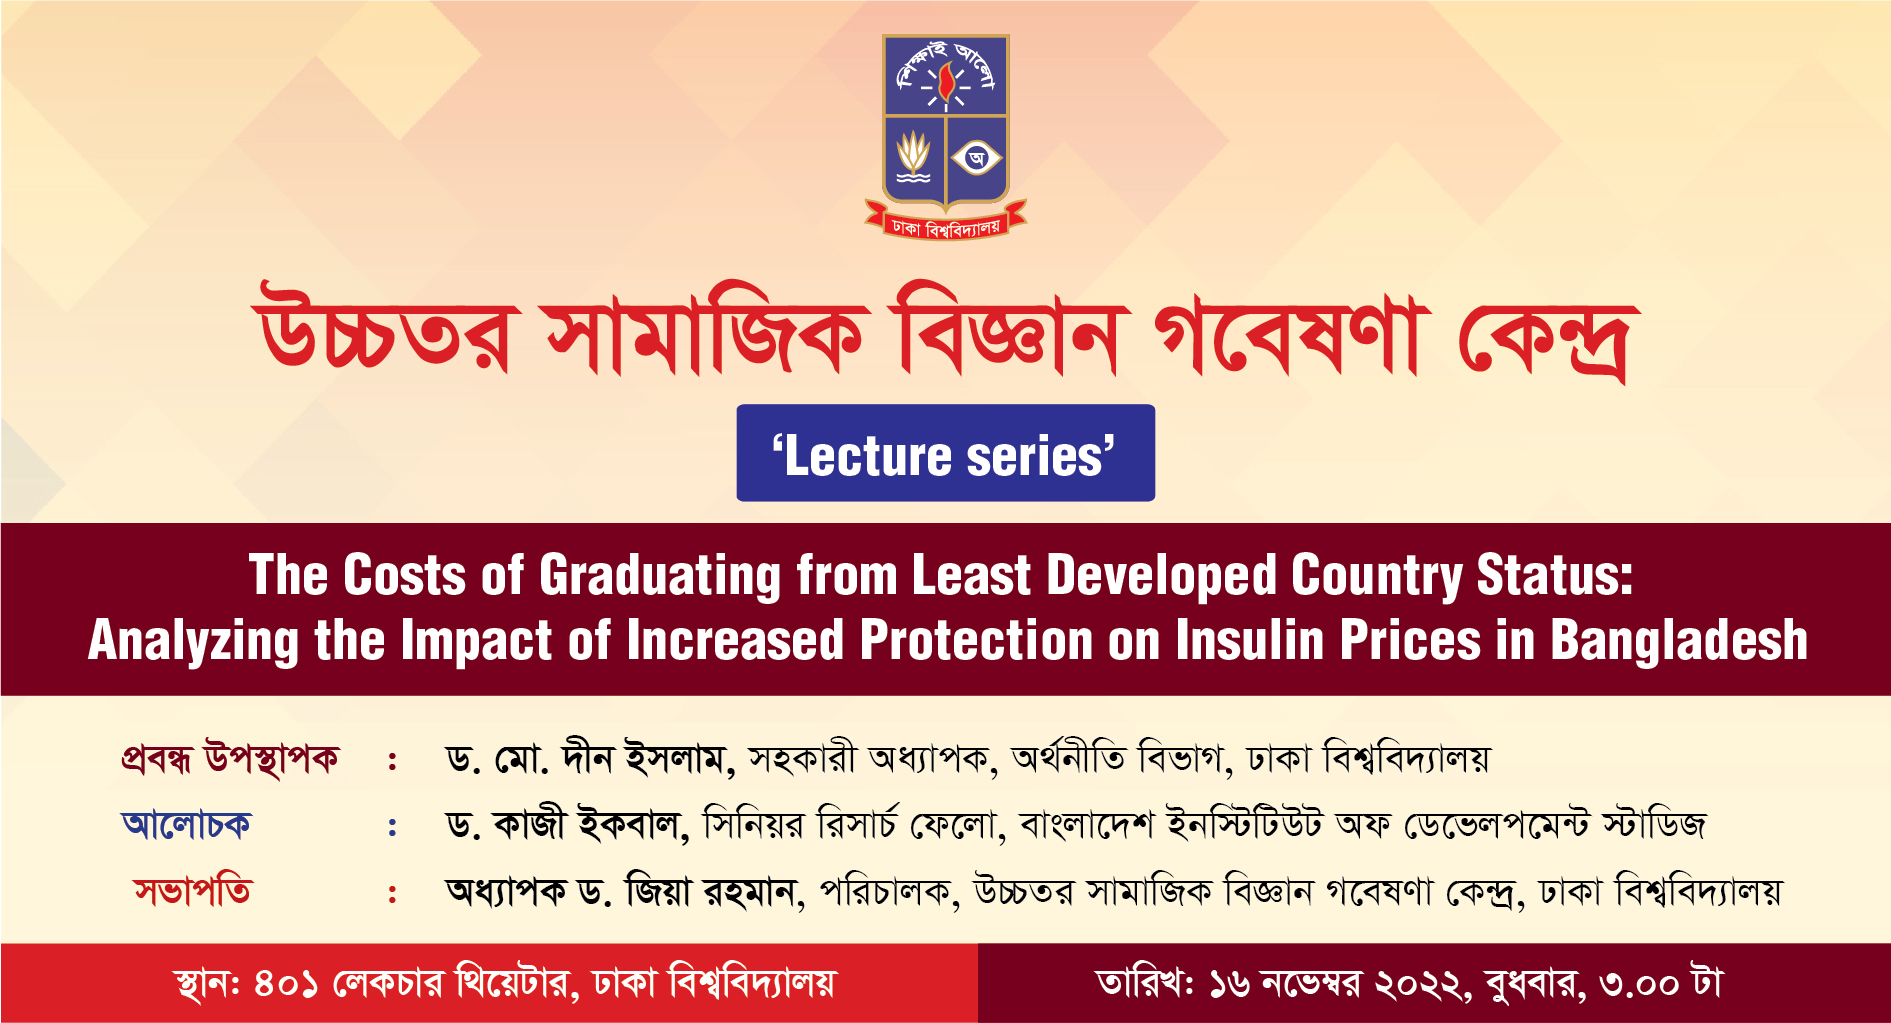 শিক্ষাই আলো
অ
ঢাকা বিশ্ববিদ্যালয়
উচ্চতর সামাজিক বিজ্ঞান গবেষণা কেন্দ্র
‘Lecture series’
The Costs of Graduating from Least Developed Country Status:
Analyzing the Impact of Increased Protection on Insulin Prices in Bangladesh
প্রবন্ধ উপস্থাপক : ড. মো. দীন ইসলাম, সহকারী অধ্যাপক, অর্থনীতি বিভাগ, ঢাকা বিশ্ববিদ্যালয়
আলোচক : ড. কাজী ইকবাল, সিনিয়র রিসার্চ ফেলো, বাংলাদেশ ইনস্টিটিউট অফ ডেভেলপমেন্ট স্টাডিজ
সভাপতি : অধ্যাপক ড. জিয়া রহমান, পরিচালক, উচ্চতর সামাজিক বিজ্ঞান গবেষণা কেন্দ্র, ঢাকা বিশ্ববিদ্যালয়
স্থান: ৪০১ লেকচার থিয়েটার, ঢাকা বিশ্ববিদ্যালয়
তারিখ: ১৬ নভেম্বর ২০২২, বুধবার, ৩.০০ টা